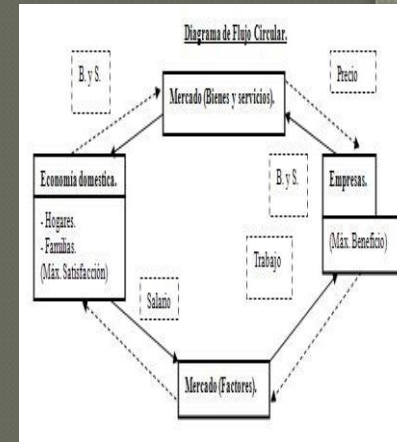 Diagrama de Flujo Circular.
B. y S.
Precio
Mercado (Bienes y servicios).
Economía domestica.
- Hogares.
- Familias.
(Máx. Satisfacción)
B. y S.
Empresas.
(Máx. Beneficio)
Trabajo
Salario
Mercado (Factores).